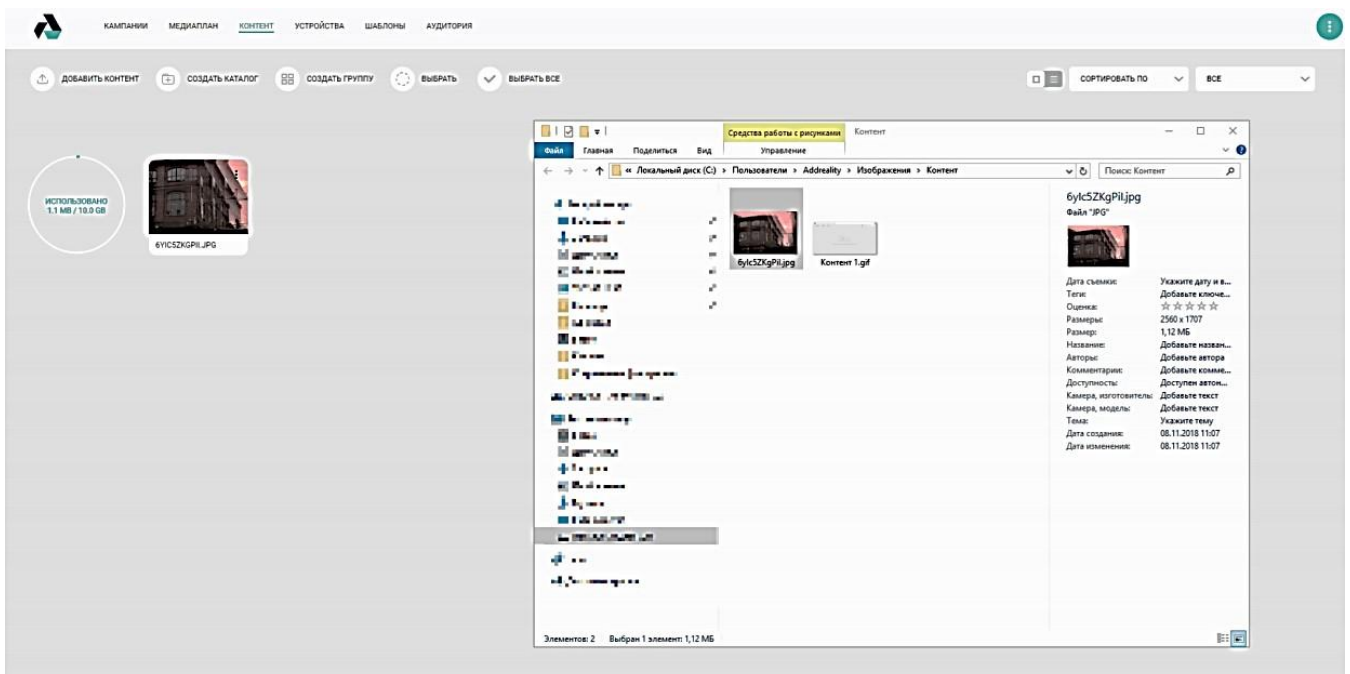 КАМПАНИИ МЕДИАПЛАН КОНТЕНТ УСТРОЙСТВА ШАБЛОНЫ АУДИТОРИЯ
ДОБАВИТЬ КОНТЕНТ СОЗДАТЬ КАТАЛОГ СОЗДАТЬ ГРУППУ ВЫБРАТЬ ВЫБРАТЬ ВСЕ СОРТИРОВАТЬ ПО ВСЕ
ИСПОЛЬЗОВАНО
1.1 MB / 10.0 GB
6YIC5ZKGPII.JPG
Средства работы с рисунками Контент
Файл Главная Поделиться Вид Управление
« Локальный диск (C:) › Пользователи › Addreality › Изображения › Контент Поиск: Контент
6yIc5ZKgPiI.jpg Контент 1.gif
6yIc5ZKgPiI.jpg
Файл "JPG"
Дата съемки: Укажите дату и в...
Теги: Добавьте ключе...
Оценка:
Размеры: 2560 x 1707
Размер: 1,12 МБ
Название: Добавьте назван...
Авторы: Добавьте автора
Комментарии: Добавьте комме...
Доступность: Доступен автон...
Камера, изготовитель: Добавьте текст
Камера, модель: Добавьте текст
Тема: Укажите тему
Дата создания: 08.11.2018 11:07
Дата изменения: 08.11.2018 11:07
Элементов: 2 Выбран 1 элемент: 1,12 МБ